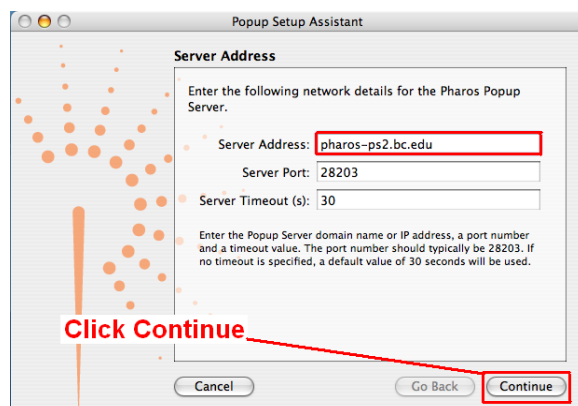 Popup Setup Assistant
Server Address
Enter the following network details for the Pharos Popup
Server.
Server Address: pharos-ps2.bc.edu
Server Port: 28203
Server Timeout (s): 30
Enter the Popup Server domain name or IP address, a port number
and a timeout value. The port number should typically be 28203. If
no timeout is specified, a default value of 30 seconds will be used.
Click Continue
Cancel Go Back Continue